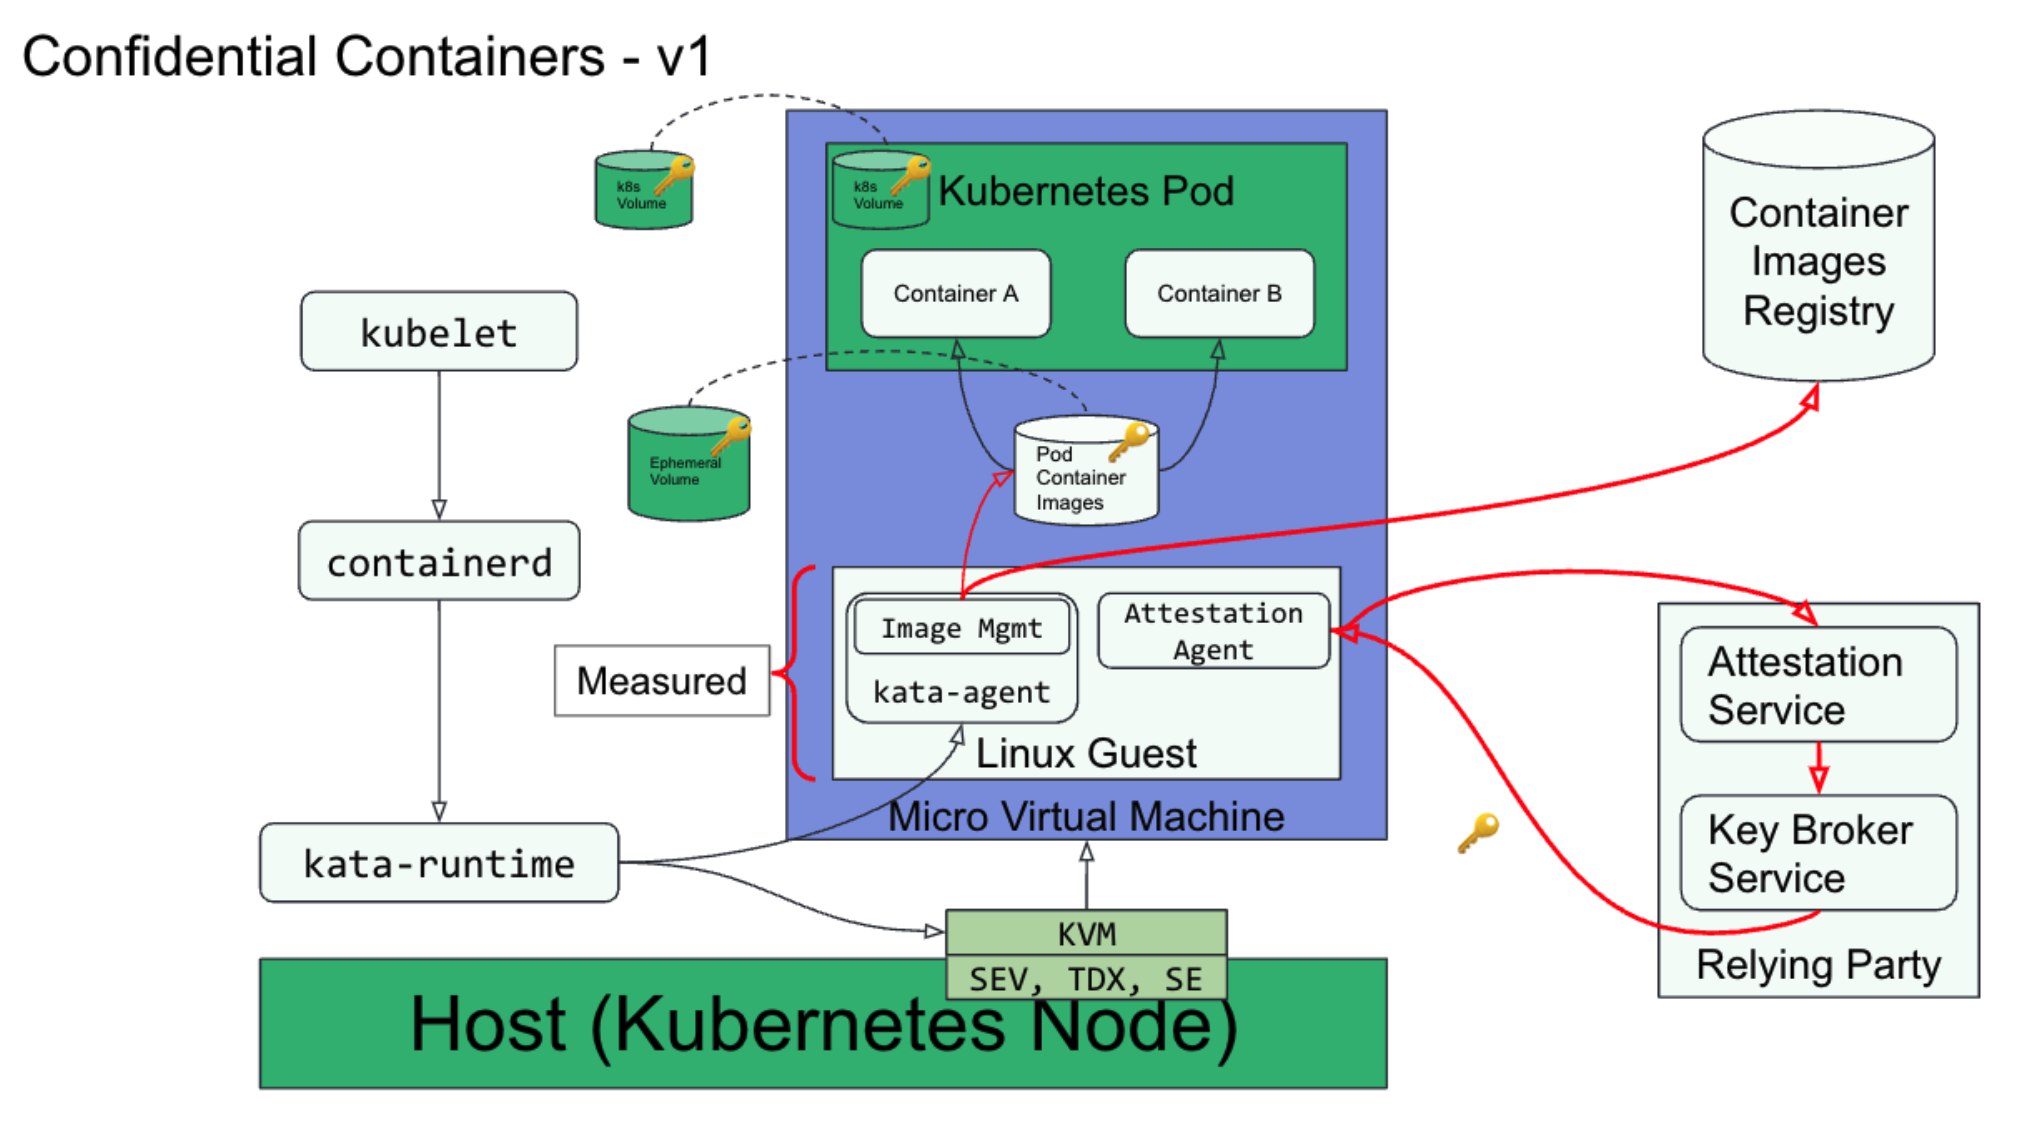 Confidential Containers - v1
k8s
Volume
k8s
Volume
Kubernetes Pod
Container A
Container B
Container
Images
Registry
kubelet
Ephemeral
Volume
Pod
Container
Images
containerd
Image Mgmt
kata-agent
Attestation
Agent
Linux Guest
Measured
Micro Virtual Machine
Attestation
Service
Key Broker
Service
Relying Party
kata-runtime
KVM
SEV, TDX, SE
Host (Kubernetes Node)